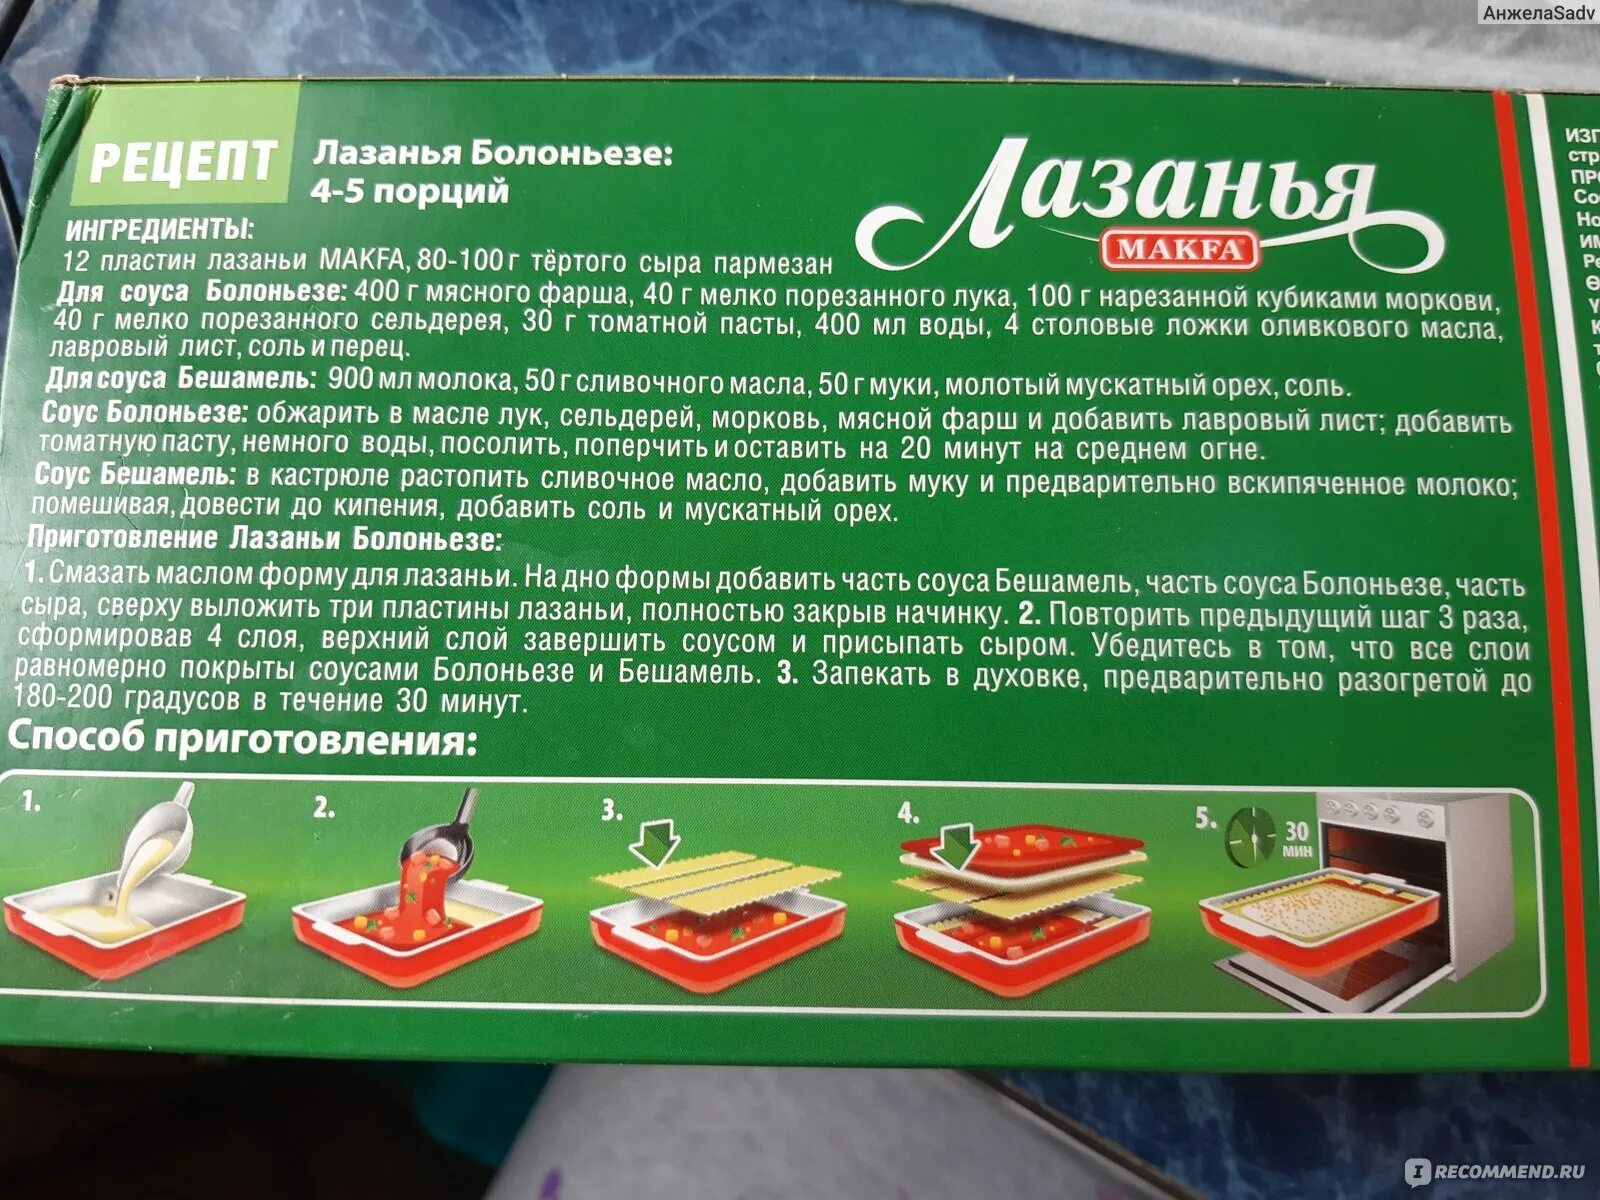 АнжелаSadv
РЕЦЕПТ
Лазанья Болоньезе:
4-5 порций
Лазанья
MAKFA
ИНГРЕДИЕНТЫ:
12 пластин лазаньи MAKFA, 80-100 г тёртого сыра пармезан
Для соуса Болоньезе: 400 г мясного фарша, 40 г мелко порезанного лука, 100 г нарезанной кубиками моркови,
40 г мелко порезанного сельдерея, 30 г томатной пасты, 400 мл воды, 4 столовые ложки оливкового масла,
лавровый лист, соль и перец.
Для соуса Бешамель: 900 мл молока, 50 г сливочного масла, 50 г муки, молотый мускатный орех, соль.
Соус Болоньезе: обжарить в масле лук, сельдерей, морковь, мясной фарш и добавить лавровый лист; добавить
томатную пасту, немного воды, посолить, поперчить и оставить на 20 минут на среднем огне.
Соус Бешамель: в кастрюле растопить сливочное масло, добавить муку и предварительно вскипяченное молоко;
помешивая, довести до кипения, добавить соль и мускатный орех.
Приготовление Лазаньи Болоньезе:
1. Смазать маслом форму для лазаньи. На дно формы добавить часть соуса Бешамель, часть соуса Болоньезе, часть
сыра, сверху выложить три пластины лазаньи, полностью закрыв начинку. 2. Повторить предыдущий шаг 3 раза,
сформировав 4 слоя, верхний слой завершить соусом и присыпать сыром. Убедитесь в том, что все слои
равномерно покрыты соусами Болоньезе и Бешамель. 3. Запекать в духовке, предварительно разогретой до
180-200 градусов в течение 30 минут.
Способ приготовления:
1.
2.
3.
4.
5.
30
мин
IRECOMMEND.RU